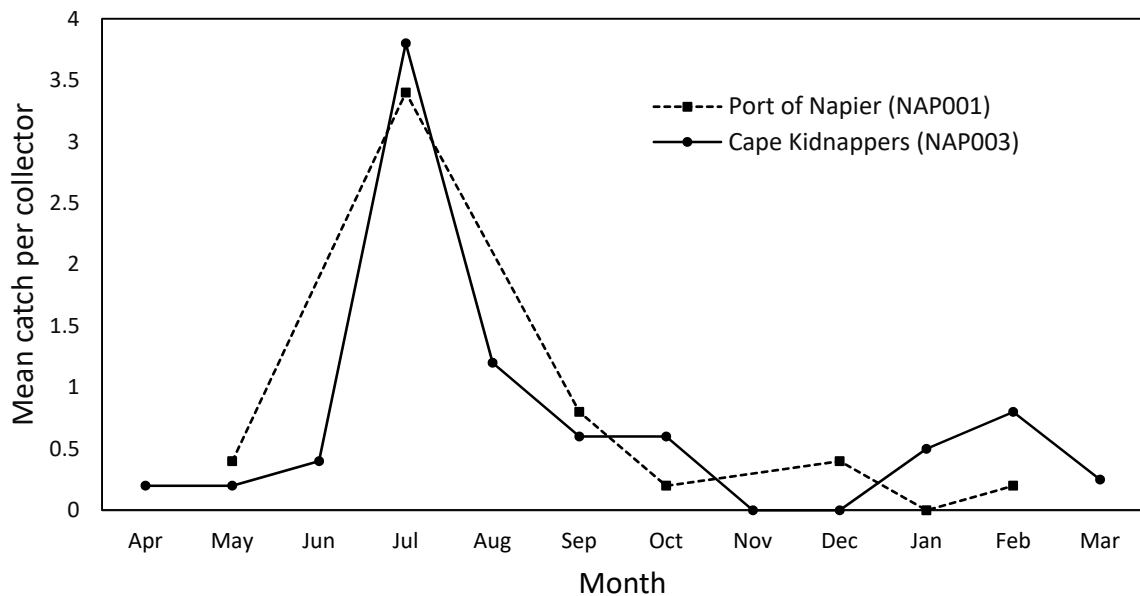 4
3.5
3
2.5
2
1.5
1
0.5
0
Mean catch per collector
Port of Napier (NAP001)
Cape Kidnappers (NAP003)
Apr May Jun Jul Aug Sep Oct Nov Dec Jan Feb Mar
Month